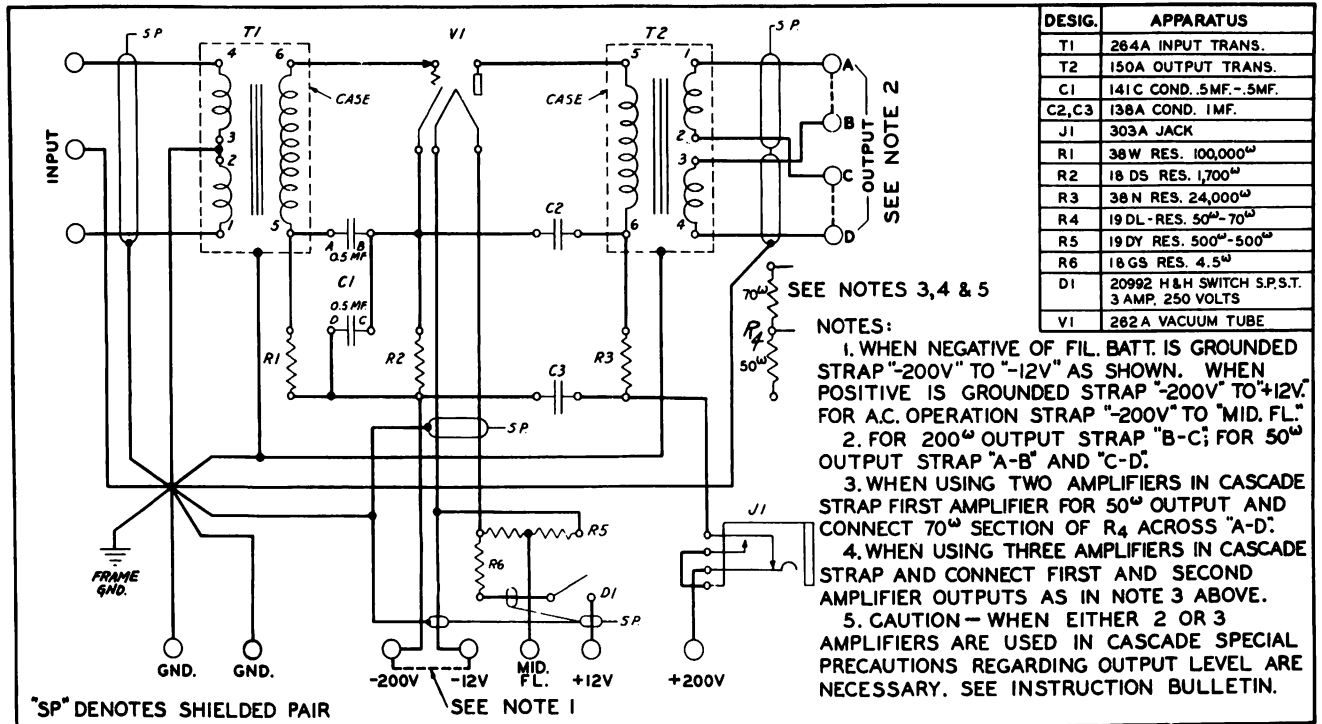 S P
T1
V1
T2
S P.
4
6
5
1
A
CASE
CASE
INPUT
3
2
2
3
B
C
OUTPUT
SEE NOTE 2
1
5
6
4
D
A
B
0.5 MF
C2
C1
0.5 MF.
D
C
70ω
SEE NOTES 3,4 & 5
R4
50ω
R1
R2
R3
C3
S P.
J1
R5
R6
D1
S P.
FRAME
GND.
GND.
GND.
-200V
-12V
MID.
FL.
+12V
+200V
SEE NOTE 1
"SP" DENOTES SHIELDED PAIR
DESIG. APPARATUS
T1 264A INPUT TRANS.
T2 150A OUTPUT TRANS.
C1 141C COND. .5MF.-.5MF.
C2,C3 138A COND. 1MF.
J1 303A JACK
R1 38W RES. 100,000ω
R2 18 DS RES. 1,700ω
R3 38N RES. 24,000ω
R4 19 DL-RES. 50ω-70ω
R5 19 DY RES. 500ω-500ω
R6 18 GS RES. 4.5ω
D1 20992 H&H SWITCH S.P.S.T.
3 AMP. 250 VOLTS
V1 262A VACUUM TUBE
NOTES:
1. WHEN NEGATIVE OF FIL. BATT. IS GROUNDED
STRAP "-200V" TO "-12V" AS SHOWN. WHEN
POSITIVE IS GROUNDED STRAP "-200V" TO "+12V."
FOR A.C. OPERATION STRAP "-200V" TO "MID. FL."
2. FOR 200ω OUTPUT STRAP "B-C"; FOR 50ω
OUTPUT STRAP "A-B" AND "C-D".
3. WHEN USING TWO AMPLIFIERS IN CASCADE
STRAP FIRST AMPLIFIER FOR 50ω OUTPUT AND
CONNECT 70ω SECTION OF R4 ACROSS "A-D".
4. WHEN USING THREE AMPLIFIERS IN CASCADE
STRAP AND CONNECT FIRST AND SECOND
AMPLIFIER OUTPUTS AS IN NOTE 3 ABOVE.
5. CAUTION — WHEN EITHER 2 OR 3
AMPLIFIERS ARE USED IN CASCADE SPECIAL
PRECAUTIONS REGARDING OUTPUT LEVEL ARE
NECESSARY. SEE INSTRUCTION BULLETIN.